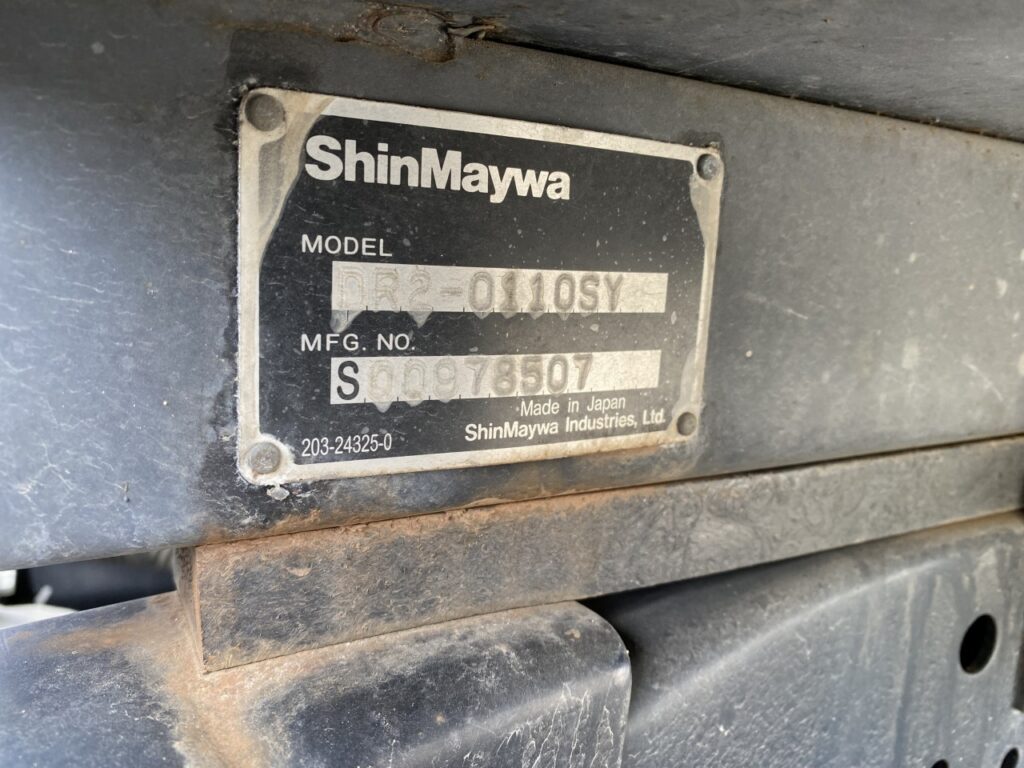 ShinMaywa
MODEL
DR2-0110SY
MFG. NO.
S00978507
Made in Japan
203-24325-0
ShinMaywa Industries, Ltd.